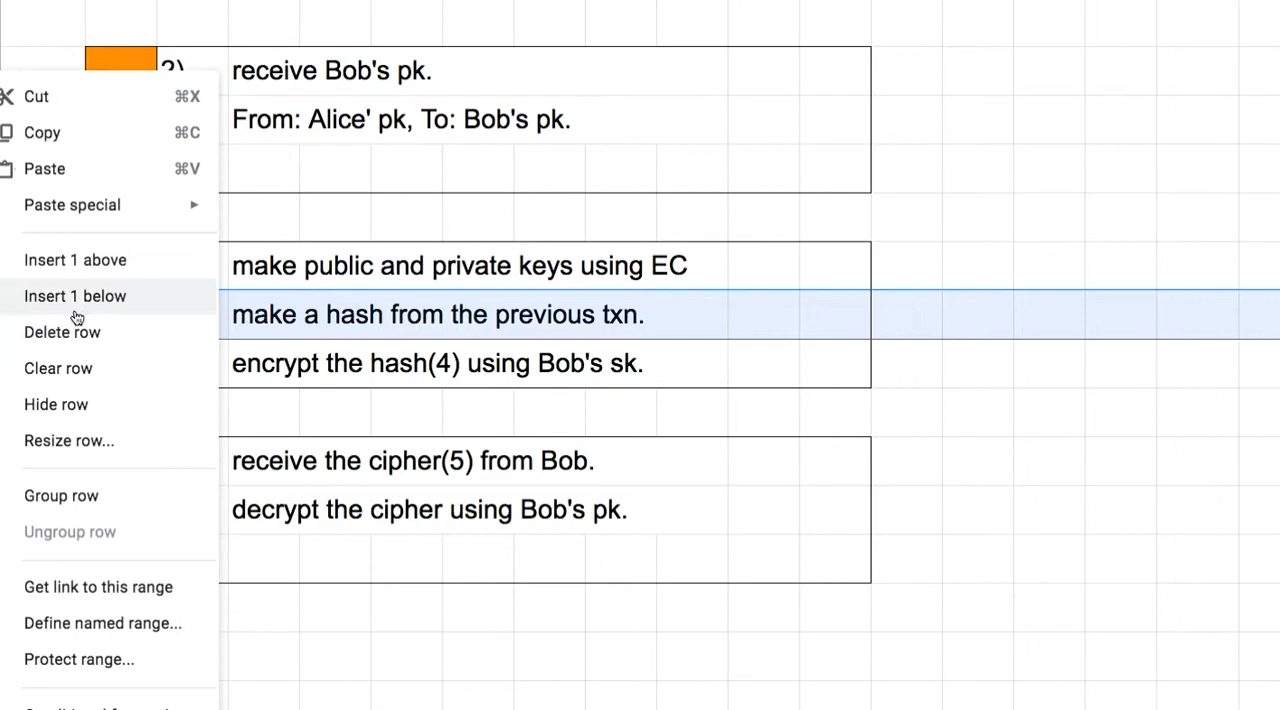 2) receive Bob's pk.
From: Alice' pk, To: Bob's pk.
make public and private keys using EC
make a hash from the previous txn.
encrypt the hash(4) using Bob's sk.
receive the cipher(5) from Bob.
decrypt the cipher using Bob's pk.
Cut ⌘X
Copy ⌘C
Paste ⌘V
Paste special
Insert 1 above
Insert 1 below
Delete row
Clear row
Hide row
Resize row...
Group row
Ungroup row
Get link to this range
Define named range...
Protect range...